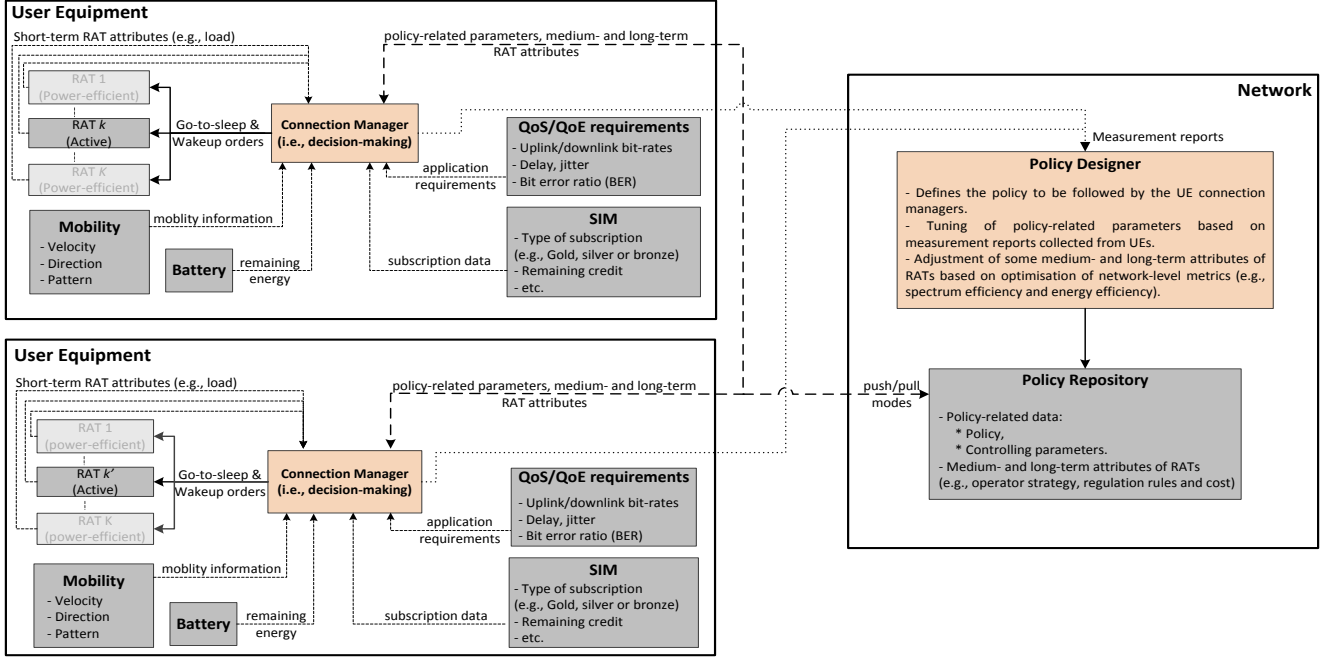 User Equipment
Short-term RAT attributes (e.g., load)
policy-related parameters, medium- and long-term
RAT attributes
RAT 1
(Power-efficient)
RAT k
(Active)
RAT K
(Power-efficient)
Go-to-sleep &
Wakeup orders
Connection Manager
(i.e., decision-making)
application
requirements
QoS/QoE requirements
- Uplink/downlink bit-rates
- Delay, jitter
- Bit error ratio (BER)
Mobility
- Velocity
- Direction
- Pattern
moblity information
Battery
remaining
energy
subscription data
SIM
- Type of subscription
(e.g., Gold, silver or bronze)
- Remaining credit
- etc.
User Equipment
Short-term RAT attributes (e.g., load)
policy-related parameters, medium- and long-term
RAT attributes
RAT 1
(power-efficient)
RAT k'
(Active)
RAT K
(power-efficient)
Go-to-sleep &
Wakeup orders
Connection Manager
(i.e., decision-making)
application
requirements
QoS/QoE requirements
- Uplink/downlink bit-rates
- Delay, jitter
- Bit error ratio (BER)
Mobility
- Velocity
- Direction
- Pattern
moblity information
Battery
remaining
energy
subscription data
SIM
- Type of subscription
(e.g., Gold, silver or bronze)
- Remaining credit
- etc.
Network
Measurement reports
Policy Designer
- Defines the policy to be followed by the UE connection
managers.
- Tuning of policy-related parameters based on
measurement reports collected from UEs.
- Adjustment of some medium- and long-term attributes of
RATs based on optimisation of network-level metrics (e.g.,
spectrum efficiency and energy efficiency).
push/pull
modes
Policy Repository
- Policy-related data:
* Policy,
* Controlling parameters.
- Medium- and long-term attributes of RATs
(e.g., operator strategy, regulation rules and cost)